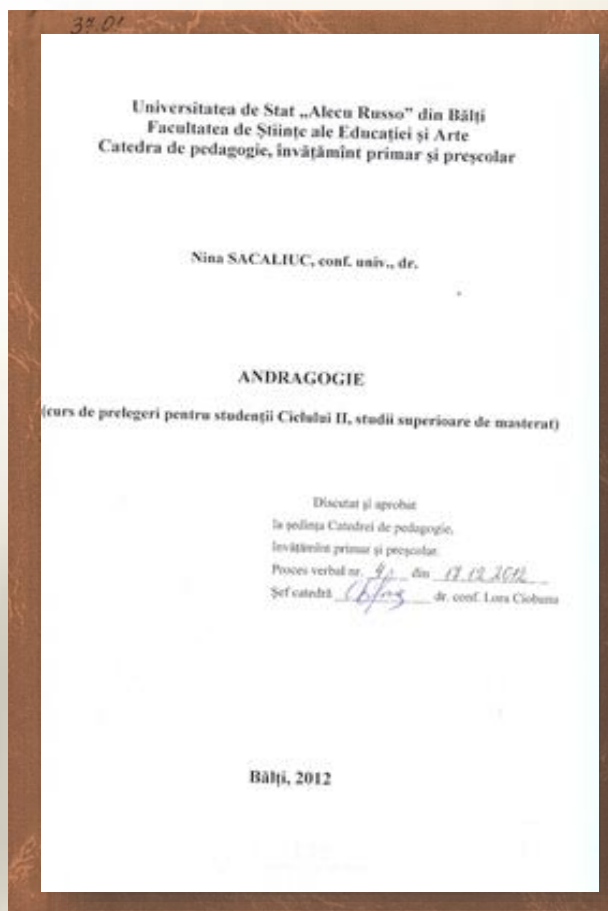 37.01
Universitatea de Stat „Alecu Russo” din Bălți
Facultatea de Științe ale Educației și Arte
Catedra de pedagogie, învățămînt primar și preșcolar
Nina SACALIUC, conf. univ., dr.
ANDRAGOGIE
(curs de prelegeri pentru studenții Ciclului II, studii superioare de masterat)
Discutat și aprobat
la ședința Catedrei de pedagogie,
învățămînt primar și preșcolar.
Proces verbal nr. din 12.2012
Șef catedră dr. conf. Lora Ciobanu
Bălți, 2012